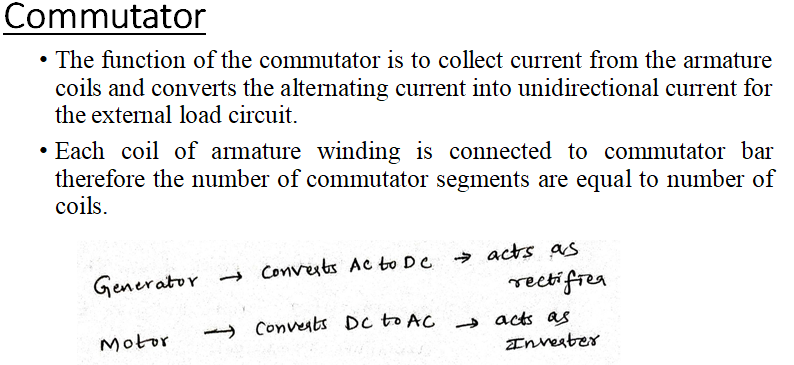 Commutator
• The function of the commutator is to collect current from the armature
coils and converts the alternating current into unidirectional current for
the external load circuit.
• Each coil of armature winding is connected to commutator bar
therefore the number of commutator segments are equal to number of
coils.
Generator → Converts AC to DC → acts as
rectifier
Motor → Converts DC to AC → acts as
Inverter